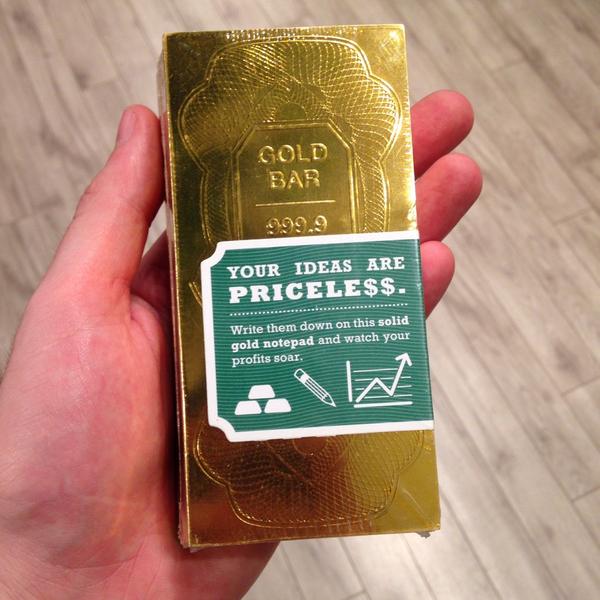 GOLD
BAR
999.9
YOUR IDEAS ARE
PRICELE$$.
Write them down on this solid
gold notepad and watch your
profits soar.